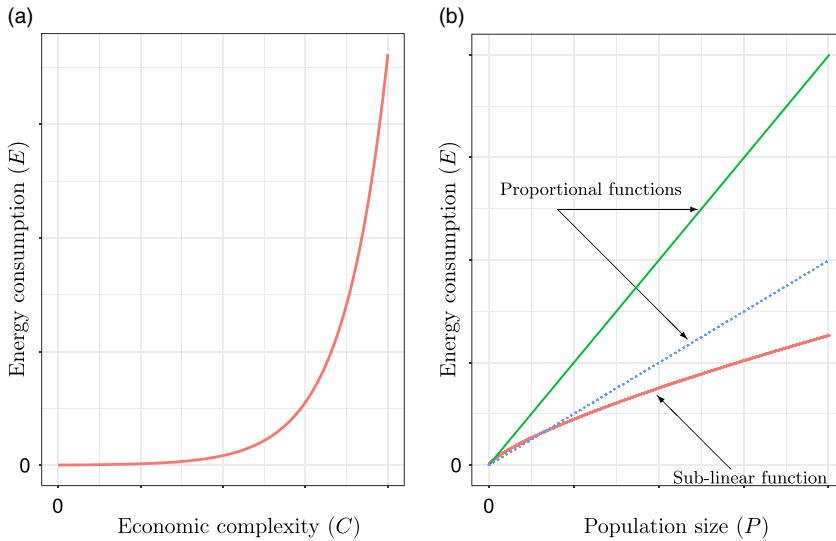 (a)
Energy consumption (E)
0
0
Economic complexity (C)
(b)
Energy consumption (E)
Proportional functions
Sub-linear function
0
0
Population size (P)